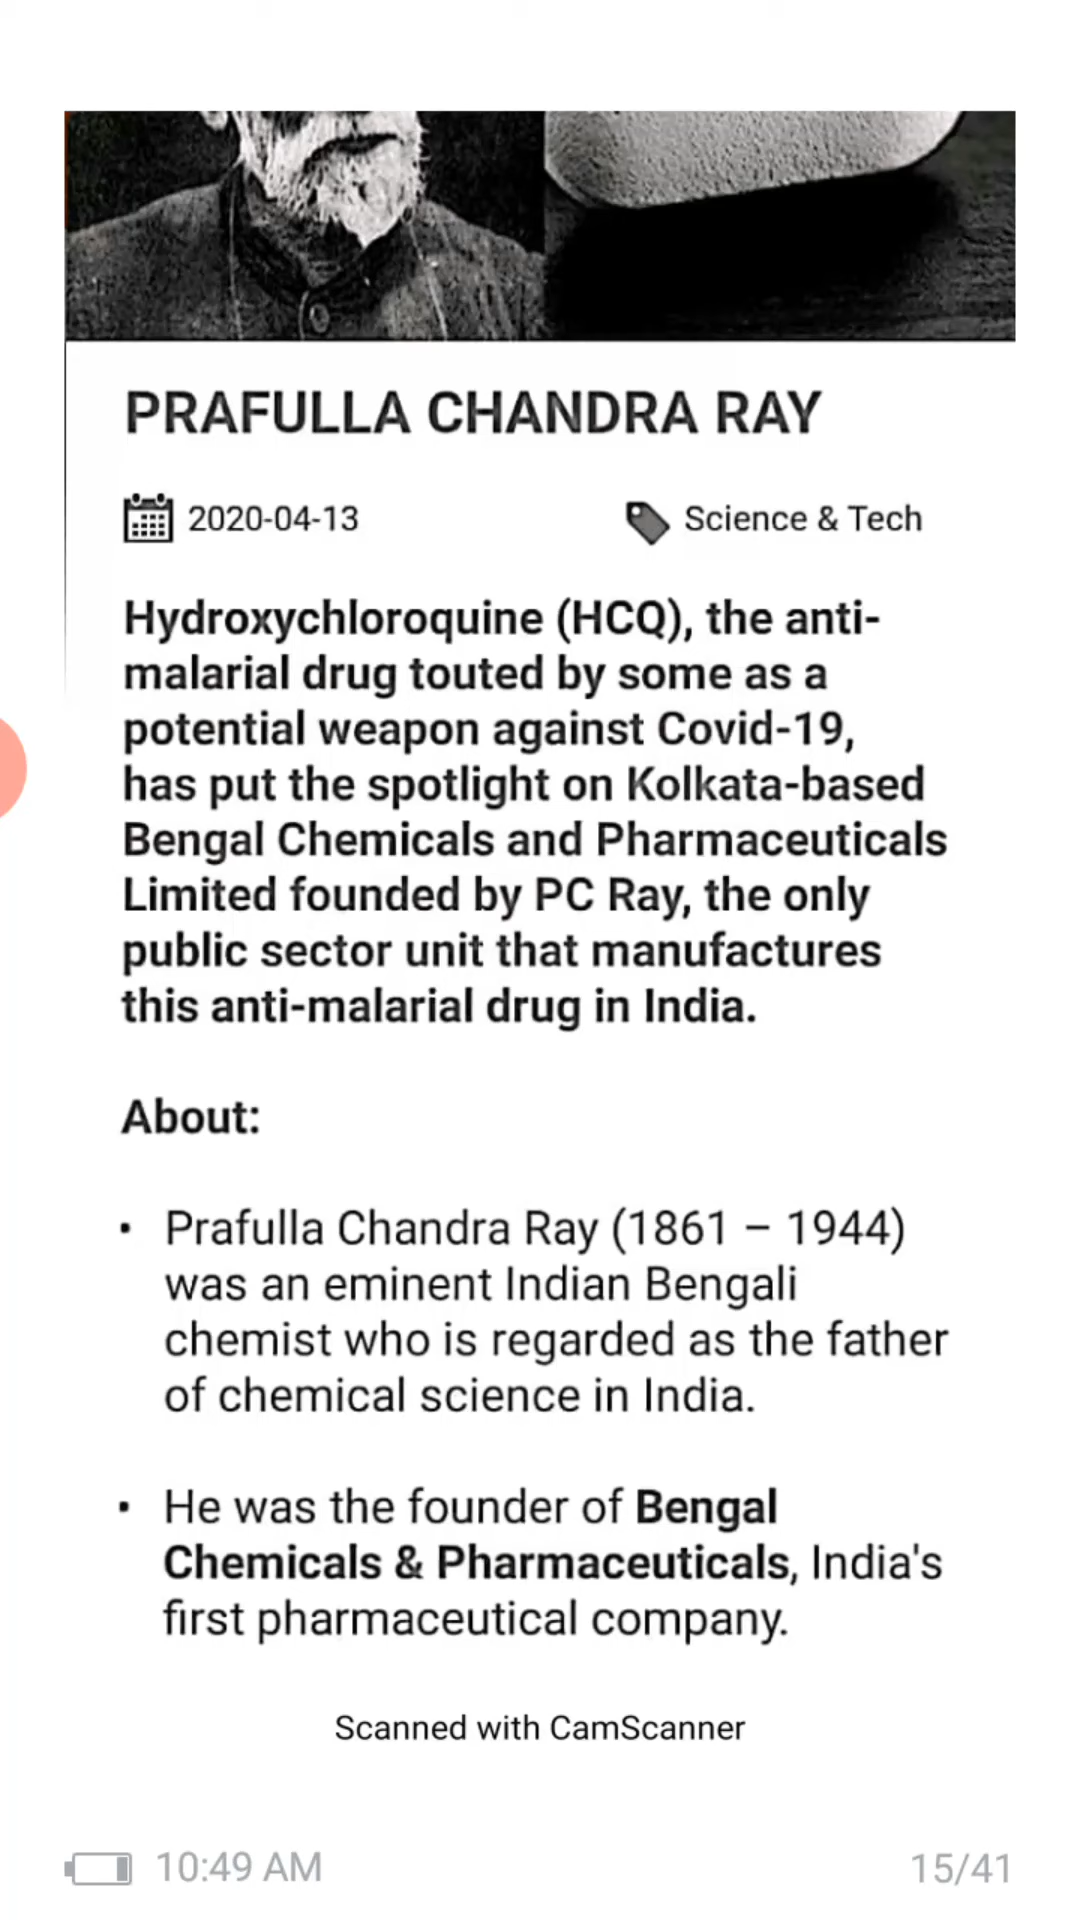 PRAFULLA CHANDRA RAY
2020-04-13
Science & Tech
Hydroxychloroquine (HCQ), the anti-
malarial drug touted by some as a
potential weapon against Covid-19,
has put the spotlight on Kolkata-based
Bengal Chemicals and Pharmaceuticals
Limited founded by PC Ray, the only
public sector unit that manufactures
this anti-malarial drug in India.
About:
• Prafulla Chandra Ray (1861 – 1944)
was an eminent Indian Bengali
chemist who is regarded as the father
of chemical science in India.
• He was the founder of Bengal
Chemicals & Pharmaceuticals, India's
first pharmaceutical company.
Scanned with CamScanner
10:49 AM
15/41